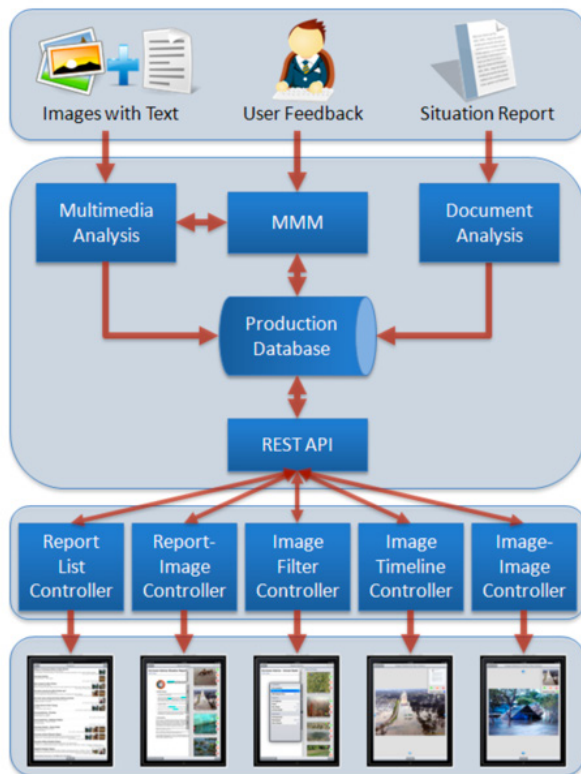 Images with Text
User Feedback
Situation Report
Multimedia
Analysis
MMM
Document
Analysis
Production
Database
REST API
Report
List
Controller
Report-
Image
Controller
Image
Filter
Controller
Image
Timeline
Controller
Image-
Image
Controller